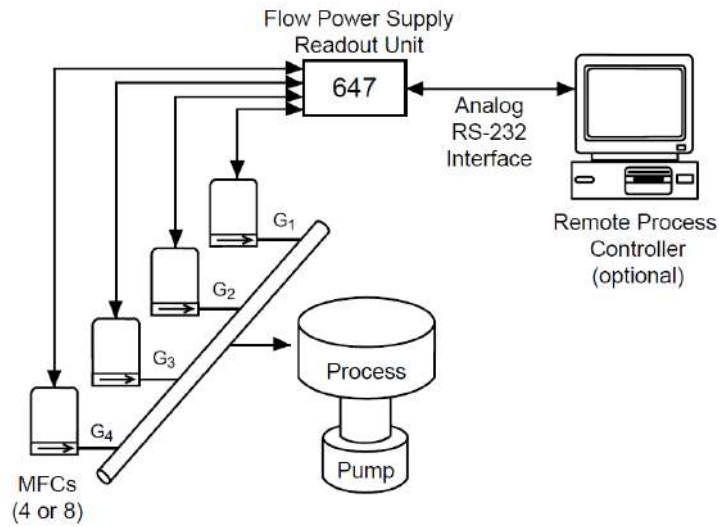 Flow Power Supply
Readout Unit
647
Analog
RS-232
Interface
Remote Process
Controller
(optional)
G1
G2
G3
G4
Process
Pump
MFCs
(4 or 8)